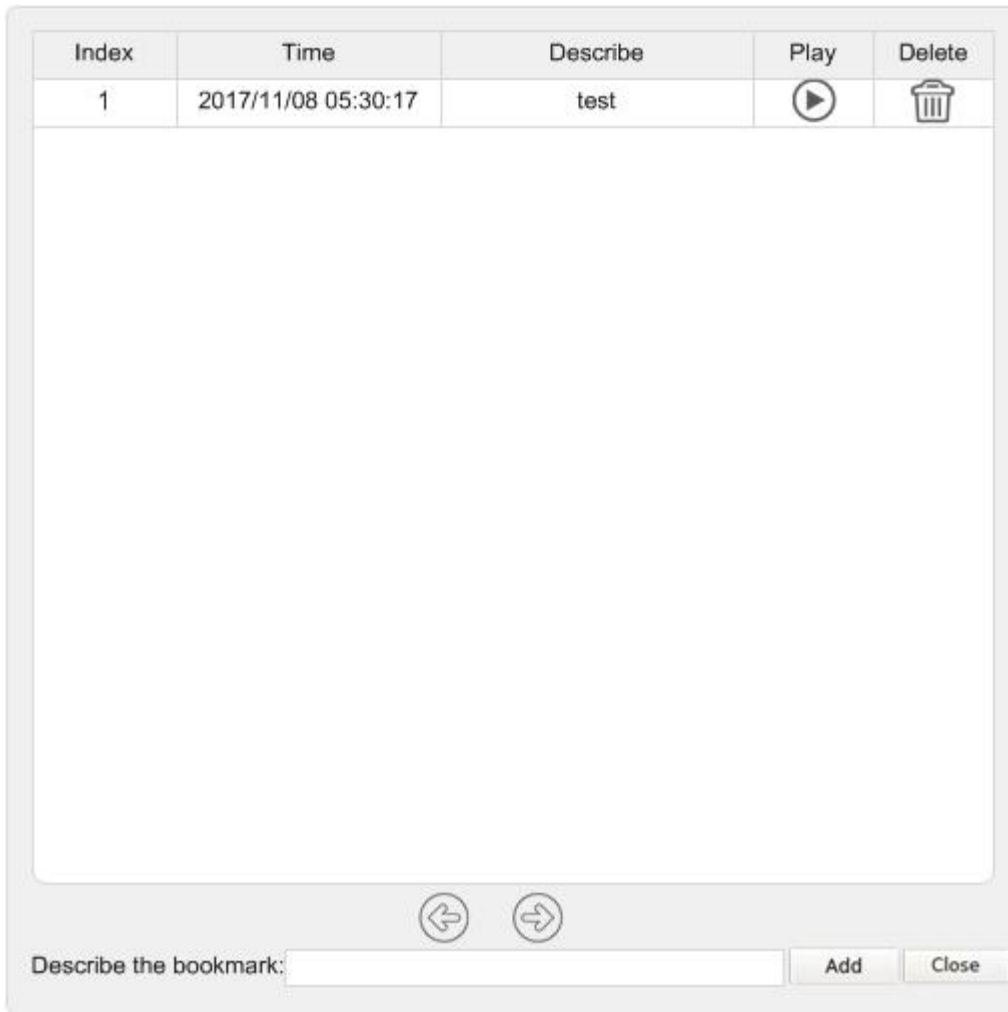 Index Time Describe Play Delete
1 2017/11/08 05:30:17 test
Describe the bookmark: Add Close